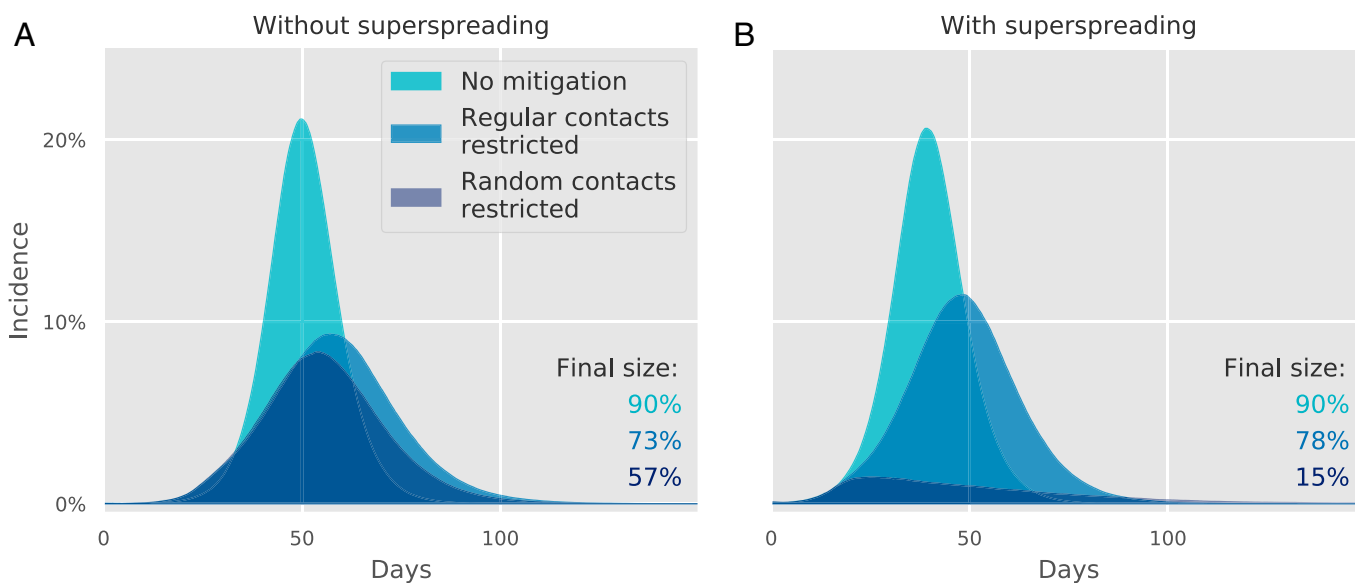 A
Without superspreading
No mitigation
Regular contacts
restricted
Random contacts
restricted
Incidence
20%
10%
0%
Final size:
90%
73%
57%
0
50
100
Days
B
With superspreading
Final size:
90%
78%
15%
0
50
100
Days